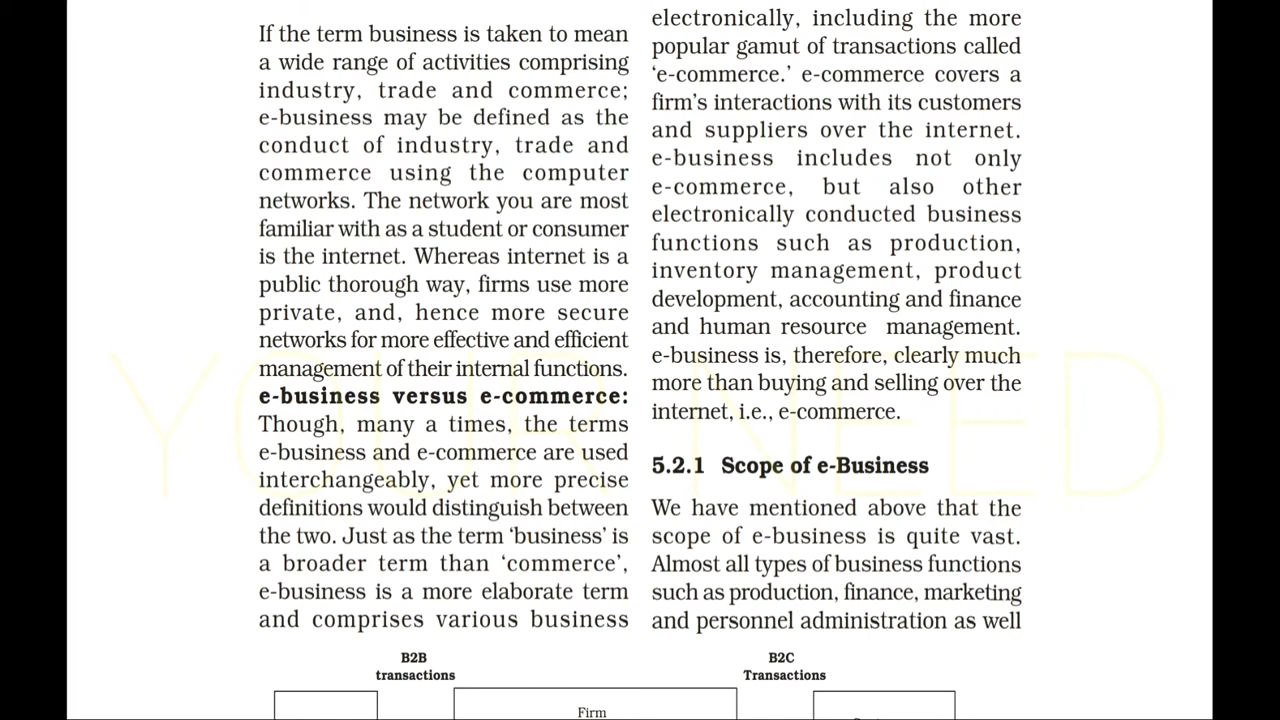 If the term business is taken to mean
a wide range of activities comprising
industry, trade and commerce;
e-business may be defined as the
conduct of industry, trade and
commerce using the computer
networks. The network you are most
familiar with as a student or consumer
is the internet. Whereas internet is a
public thorough way, firms use more
private, and, hence more secure
networks for more effective and efficient
management of their internal functions.
e-business versus e-commerce:
Though, many a times, the terms
e-business and e-commerce are used
interchangeably, yet more precise
definitions would distinguish between
the two. Just as the term ‘business’ is
a broader term than ‘commerce’,
e-business is a more elaborate term
and comprises various business
electronically, including the more
popular gamut of transactions called
‘e-commerce.’ e-commerce covers a
firm’s interactions with its customers
and suppliers over the internet.
e-business includes not only
e-commerce, but also other
electronically conducted business
functions such as production,
inventory management, product
development, accounting and finance
and human resource management.
e-business is, therefore, clearly much
more than buying and selling over the
internet, i.e., e-commerce.
5.2.1 Scope of e-Business
We have mentioned above that the
scope of e-business is quite vast.
Almost all types of business functions
such as production, finance, marketing
and personnel administration as well
B2B
transactions
B2C
Transactions
Firm
YOUR NEED